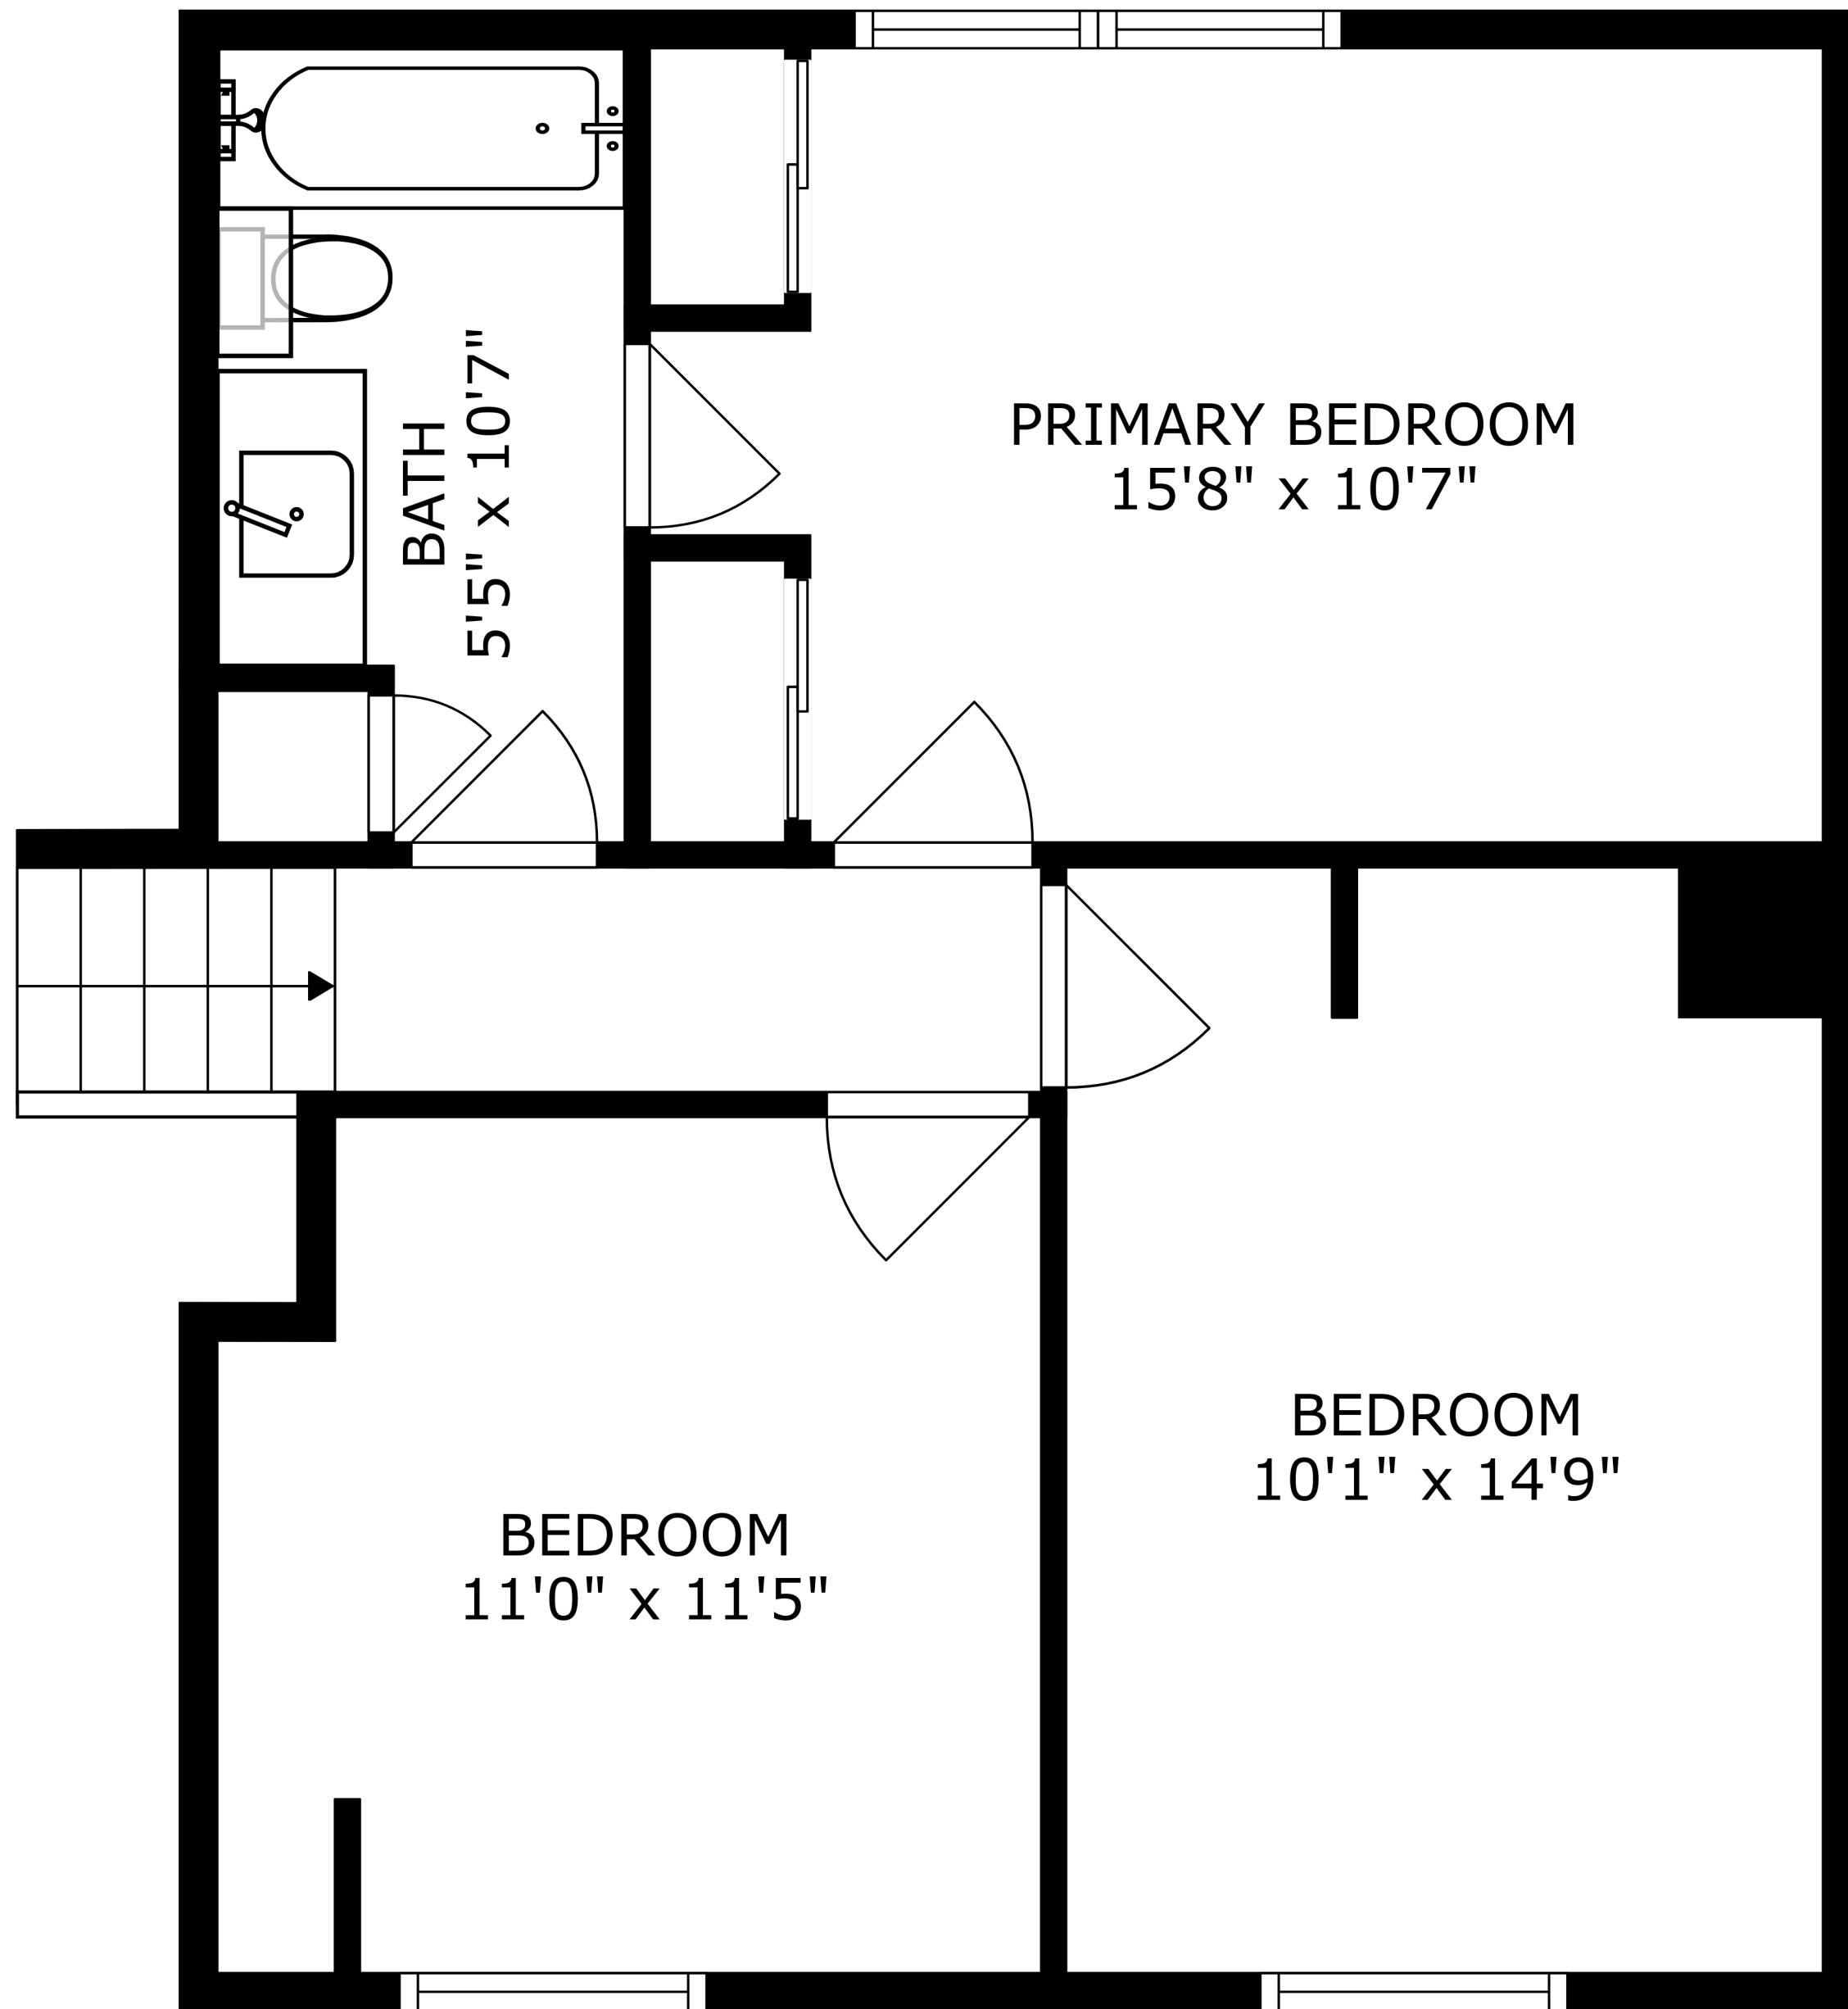 BATH
5'5" x 10'7"
PRIMARY BEDROOM
15'8" x 10'7"
BEDROOM
10'1" x 14'9"
BEDROOM
11'0" x 11'5"